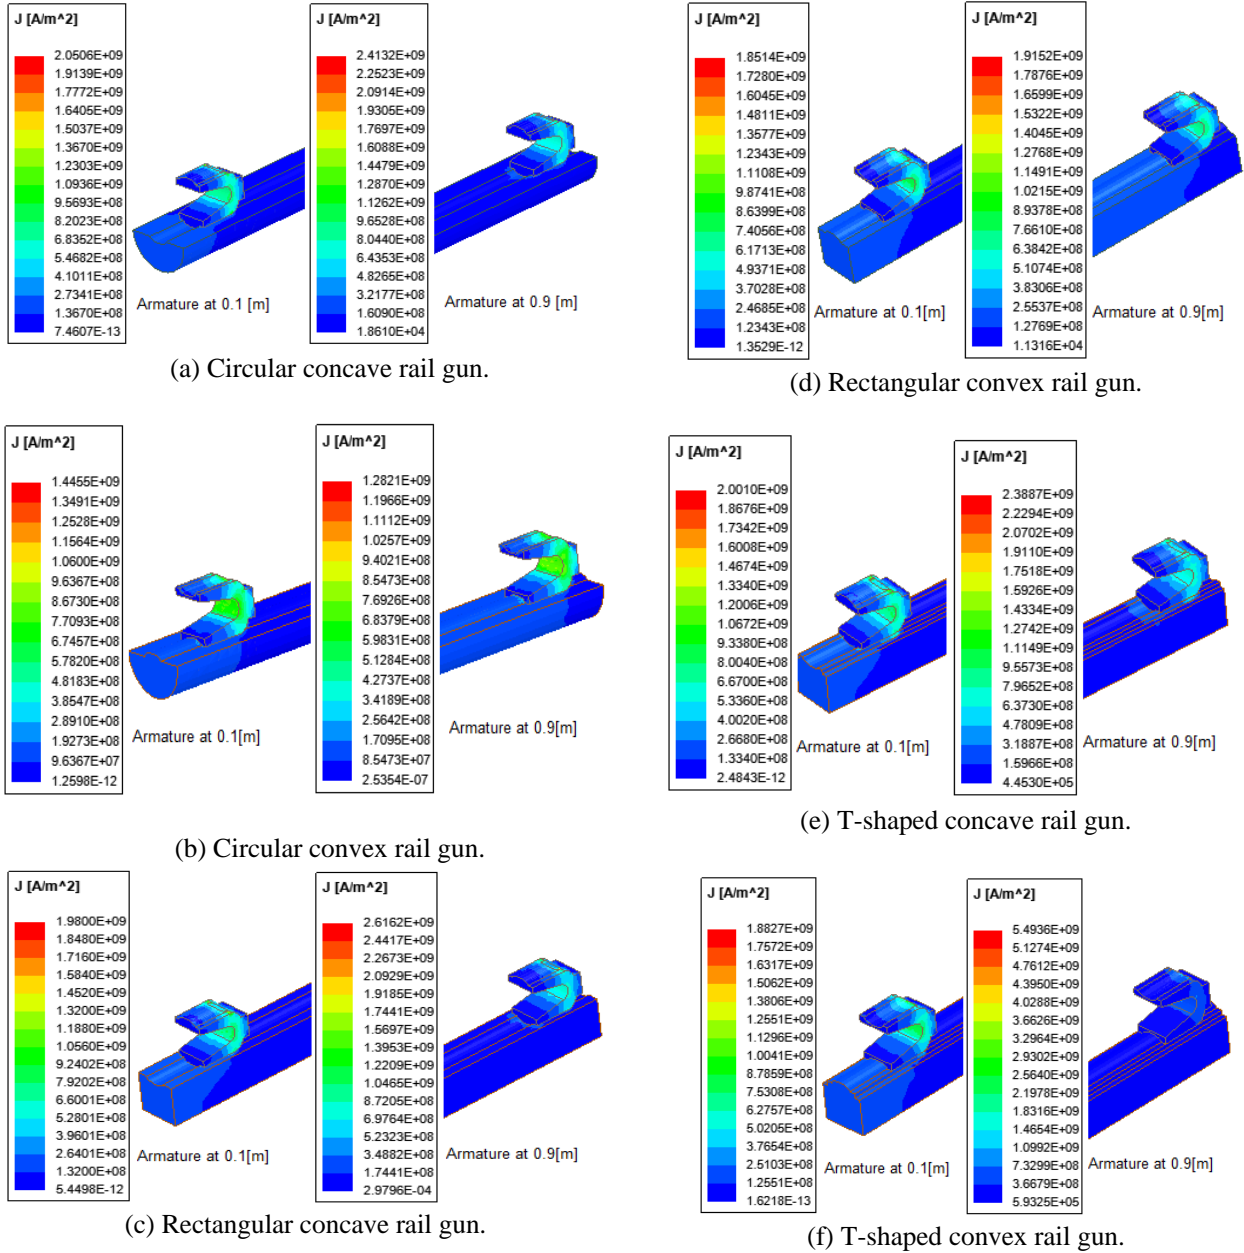 J [A/m^2]
2.0506E+09
1.9139E+09
1.7772E+09
1.6405E+09
1.5037E+09
1.3670E+09
1.2303E+09
1.0936E+09
9.5693E+08
8.2023E+08
6.8352E+08
5.4682E+08
4.1011E+08
2.7341E+08
1.3670E+08
7.4607E-13
Armature at 0.1 [m]
J [A/m^2]
2.4132E+09
2.2523E+09
2.0914E+09
1.9305E+09
1.7697E+09
1.6088E+09
1.4479E+09
1.2870E+09
1.1262E+09
9.6528E+08
8.0440E+08
6.4353E+08
4.8265E+08
3.2177E+08
1.6090E+08
1.8610E+04
Armature at 0.9 [m]
(a) Circular concave rail gun.
J [A/m^2]
1.4455E+09
1.3491E+09
1.2528E+09
1.1564E+09
1.0600E+09
9.6367E+08
8.6730E+08
7.7093E+08
6.7457E+08
5.7820E+08
4.8183E+08
3.8547E+08
2.8910E+08
1.9273E+08
9.6367E+07
1.2598E-12
Armature at 0.1[m]
J [A/m^2]
1.2821E+09
1.1966E+09
1.1112E+09
1.0257E+09
9.4021E+08
8.5473E+08
7.6926E+08
6.8379E+08
5.9831E+08
5.1284E+08
4.2737E+08
3.4189E+08
2.5642E+08
1.7095E+08
8.5473E+07
2.5354E-07
Armature at 0.9[m]
(b) Circular convex rail gun.
J [A/m^2]
1.9800E+09
1.8480E+09
1.7160E+09
1.5840E+09
1.4520E+09
1.3200E+09
1.1880E+09
1.0560E+09
9.2402E+08
7.9202E+08
6.6001E+08
5.2801E+08
3.9601E+08
2.6401E+08
1.3200E+08
5.4498E-12
Armature at 0.1[m]
J [A/m^2]
2.6162E+09
2.4417E+09
2.2673E+09
2.0929E+09
1.9185E+09
1.7441E+09
1.5697E+09
1.3953E+09
1.2209E+09
1.0465E+09
8.7205E+08
6.9764E+08
5.2323E+08
3.4882E+08
1.7441E+08
2.9796E-04
Armature at 0.9[m]
(c) Rectangular concave rail gun.
J [A/m^2]
1.8514E+09
1.7280E+09
1.6045E+09
1.4811E+09
1.3577E+09
1.2343E+09
1.1108E+09
9.8741E+08
8.6399E+08
7.4056E+08
6.1713E+08
4.9371E+08
3.7028E+08
2.4685E+08
1.2343E+08
1.3529E-12
Armature at 0.1[m]
J [A/m^2]
1.9152E+09
1.7876E+09
1.6599E+09
1.5322E+09
1.4045E+09
1.2768E+09
1.1491E+09
1.0215E+09
8.9378E+08
7.6610E+08
6.3842E+08
5.1074E+08
3.8306E+08
2.5537E+08
1.2769E+08
1.1316E+04
Armature at 0.9[m]
(d) Rectangular convex rail gun.
J [A/m^2]
2.0010E+09
1.8676E+09
1.7342E+09
1.6008E+09
1.4674E+09
1.3340E+09
1.2006E+09
1.0672E+09
9.3380E+08
8.0040E+08
6.6700E+08
5.3360E+08
4.0020E+08
2.6680E+08
1.3340E+08
2.4843E-12
Armature at 0.1[m]
J [A/m^2]
2.3887E+09
2.2294E+09
2.0702E+09
1.9110E+09
1.7518E+09
1.5926E+09
1.4334E+09
1.2742E+09
1.1149E+09
9.5573E+08
7.9652E+08
6.3730E+08
4.7809E+08
3.1887E+08
1.5966E+08
4.4530E+05
Armature at 0.9[m]
(e) T-shaped concave rail gun.
J [A/m^2]
1.8827E+09
1.7572E+09
1.6317E+09
1.5062E+09
1.3806E+09
1.2551E+09
1.1296E+09
1.0041E+09
8.7859E+08
7.5308E+08
6.2757E+08
5.0205E+08
3.7654E+08
2.5103E+08
1.2551E+08
1.6218E-13
Armature at 0.1[m]
J [A/m^2]
5.4936E+09
5.1274E+09
4.7612E+09
4.3950E+09
4.0288E+09
3.6626E+09
3.2964E+09
2.9302E+09
2.5640E+09
2.1978E+09
1.8316E+09
1.4654E+09
1.0992E+09
7.3299E+08
3.6679E+08
5.9325E+05
Armature at 0.9[m]
(f) T-shaped convex rail gun.